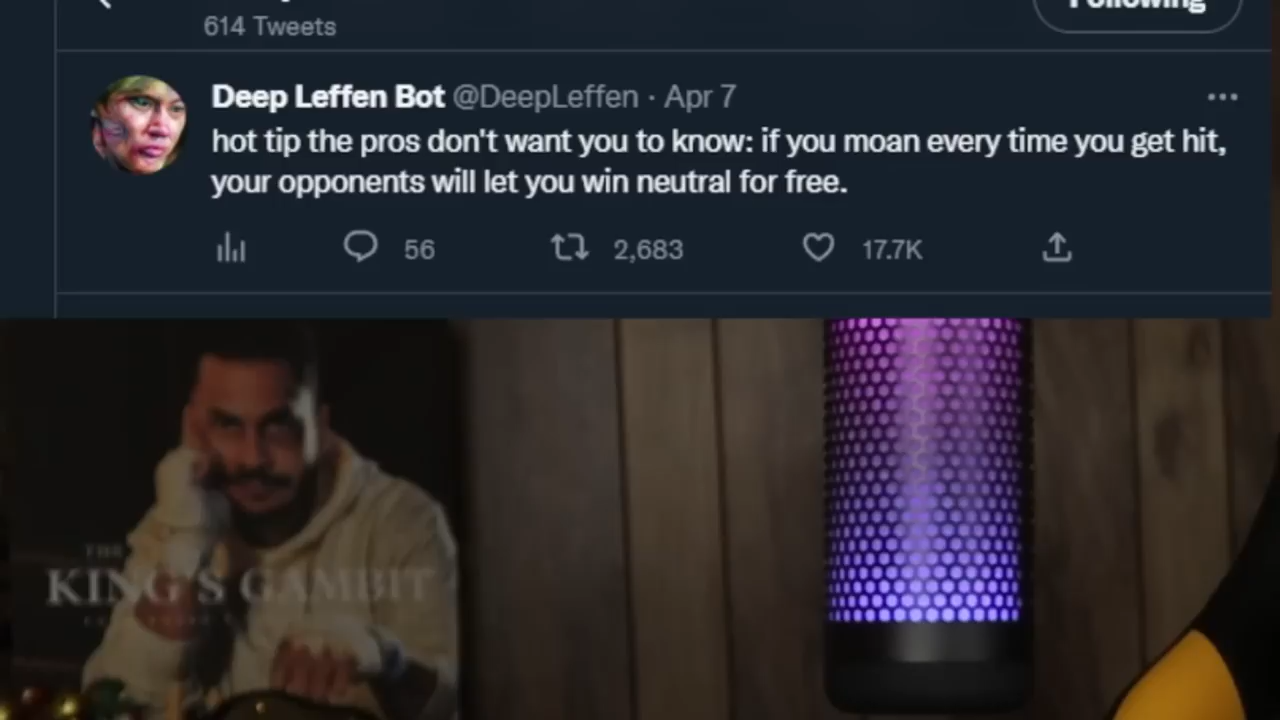 Following
614 Tweets
Deep Leffen Bot @DeepLeffen · Apr 7
hot tip the pros don't want you to know: if you moan every time you get hit,
your opponents will let you win neutral for free.
56 2,683 17.7K
THE
KING'S GAMBIT